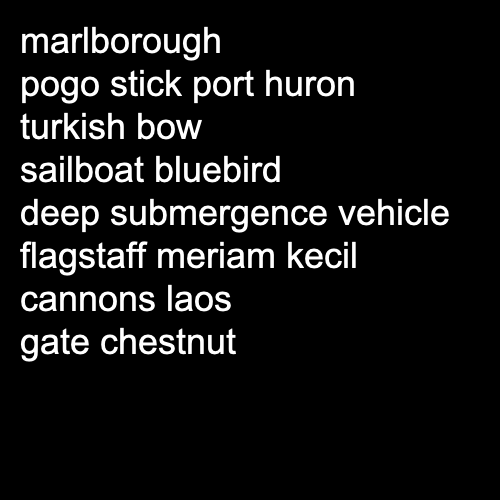 marlborough
pogo stick port huron
turkish bow
sailboat bluebird
deep submergence vehicle
flagstaff meriam kecil
cannons laos
gate chestnut